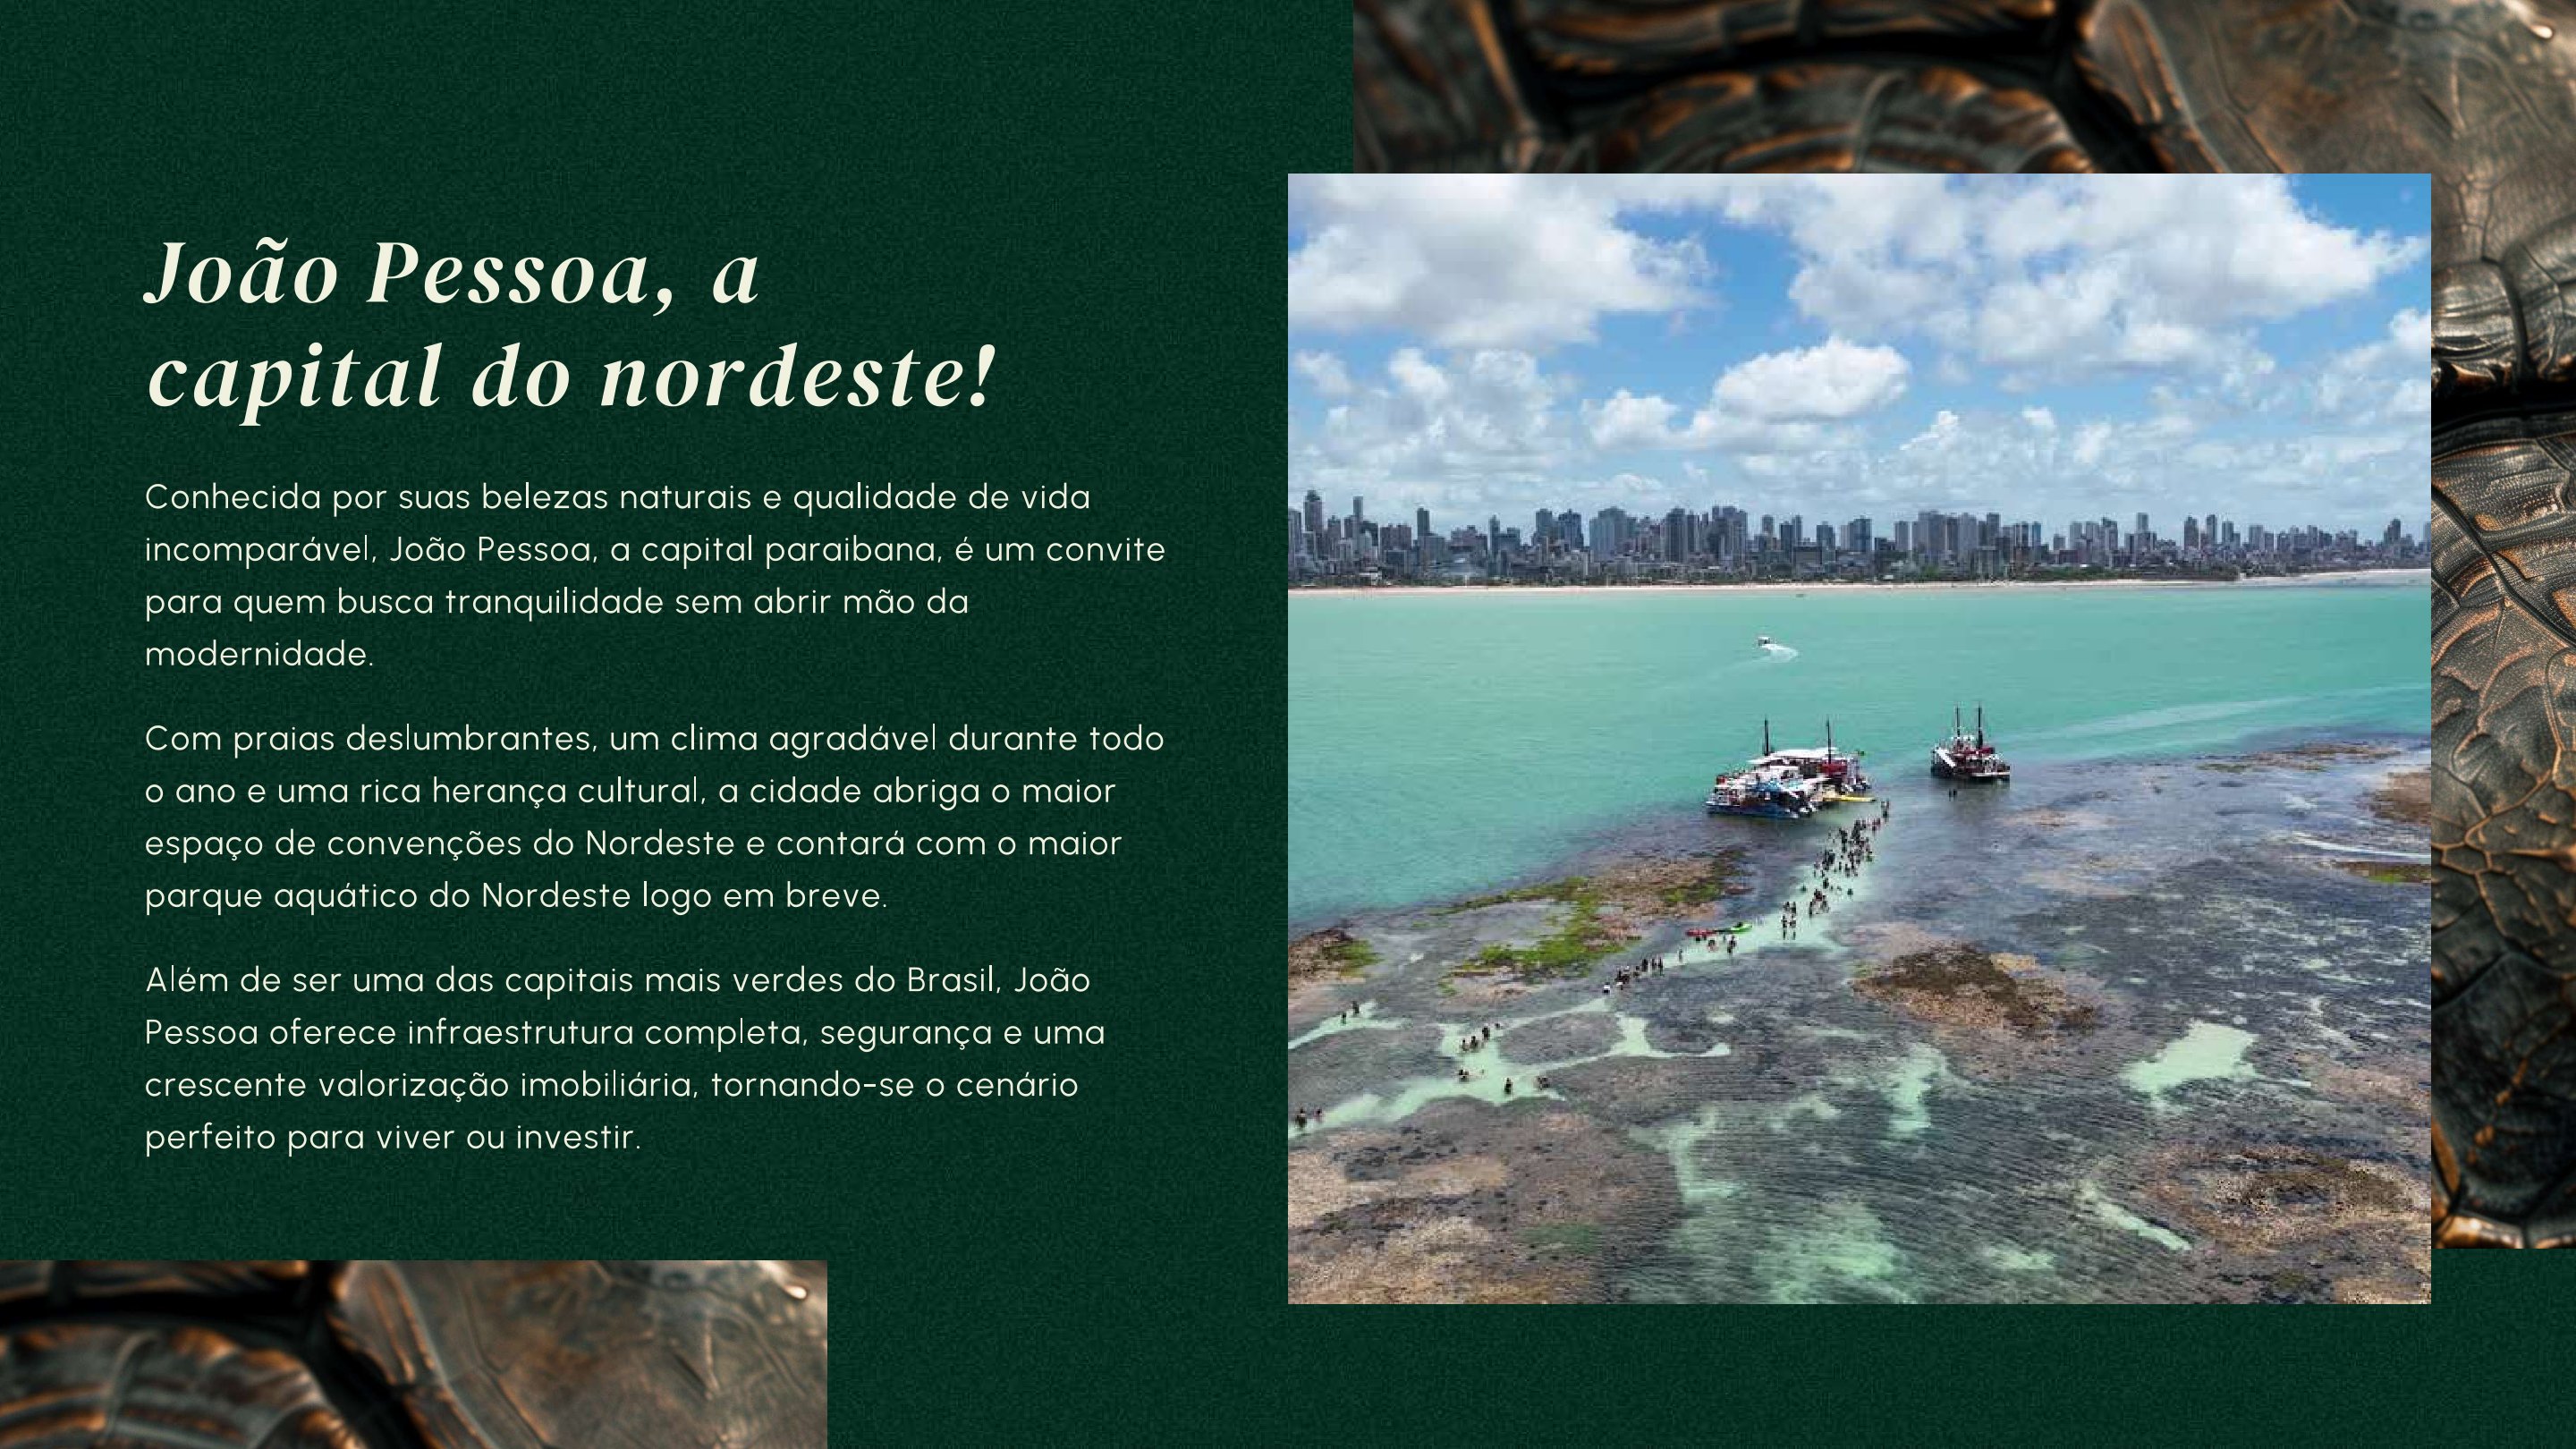 João Pessoa, a
capital do nordeste!
Conhecida por suas belezas naturais e qualidade de vida
incomparável, João Pessoa, a capital paraibana, é um convite
para quem busca tranquilidade sem abrir mão da
modernidade.
Com praias deslumbrantes, um clima agradável durante todo
o ano e uma rica herança cultural, a cidade abriga o maior
espaço de convenções do Nordeste e contará com o maior
parque aquático do Nordeste logo em breve.
Além de ser uma das capitais mais verdes do Brasil, João
Pessoa oferece infraestrutura completa, segurança e uma
crescente valorização imobiliária, tornando-se o cenário
perfeito para viver ou investir.